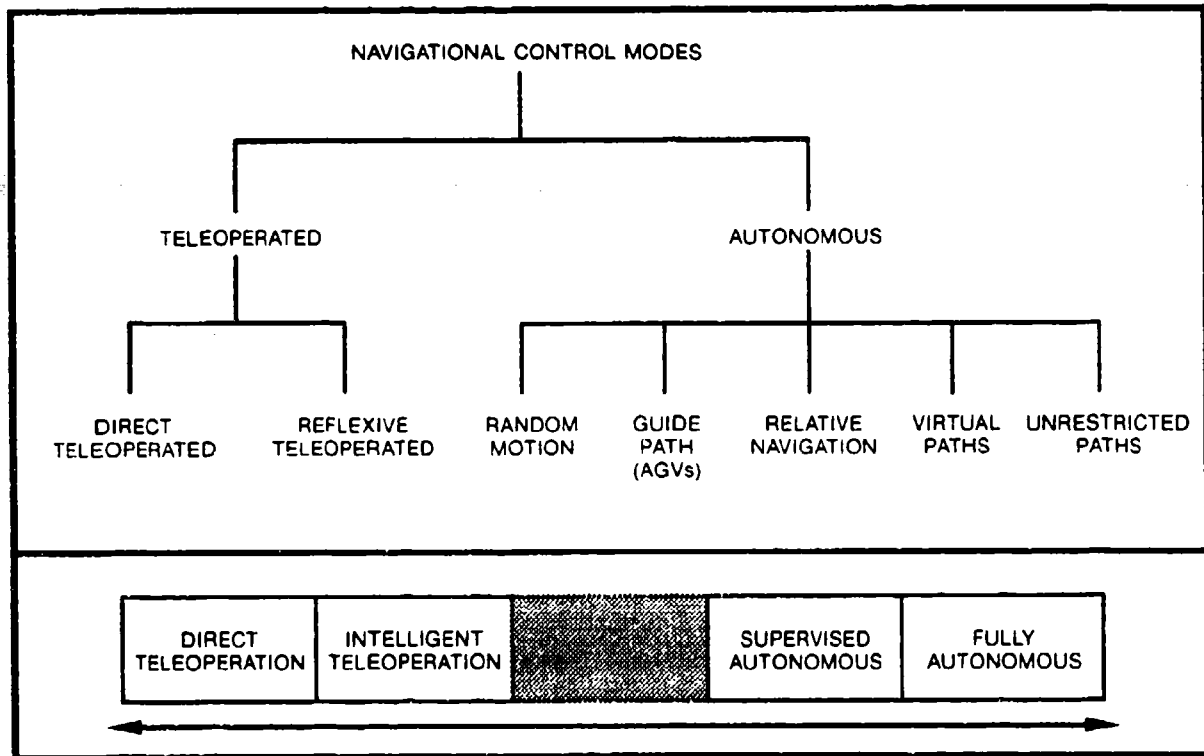 NAVIGATIONAL CONTROL MODES
TELEOPERATED
AUTONOMOUS
DIRECT
TELEOPERATED
REFLEXIVE
TELEOPERATED
RANDOM
MOTION
GUIDE
PATH
(AGVs)
RELATIVE
NAVIGATION
VIRTUAL
PATHS
UNRESTRICTED
PATHS
DIRECT
TELEOPERATION
INTELLIGENT
TELEOPERATION
SUPERVISED
AUTONOMOUS
FULLY
AUTONOMOUS